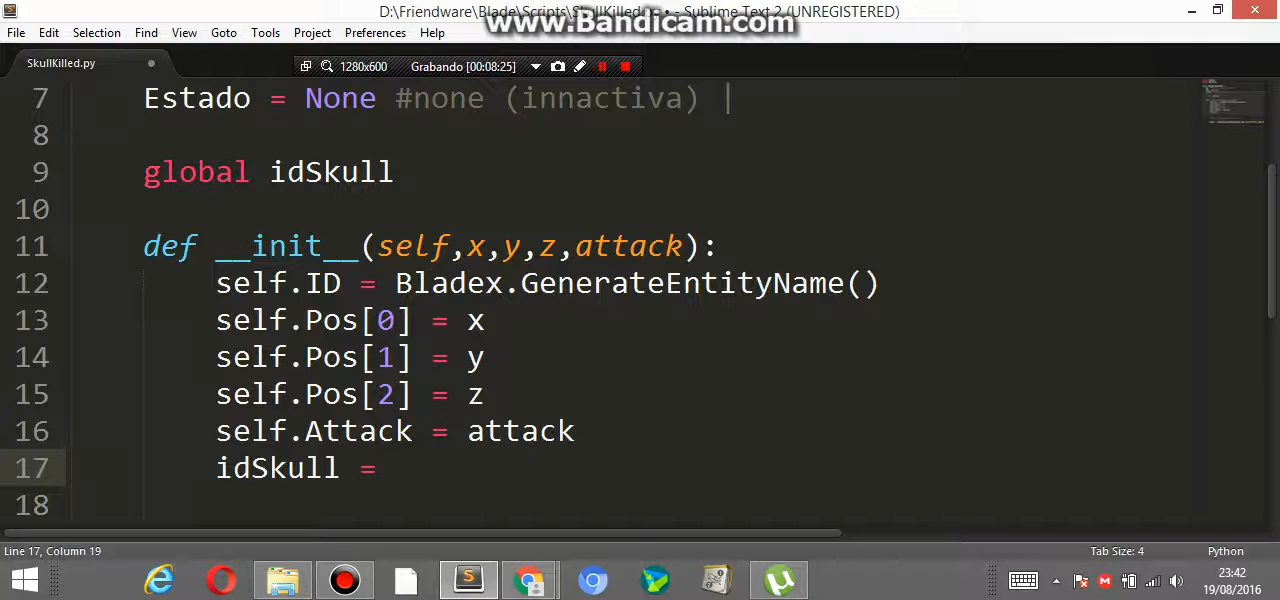 D:\Friendware\Blade\Scripts\SkullKilled.py • - Sublime Text 2 (UNREGISTERED)
www.Bandicam.com
File Edit Selection Find View Goto Tools Project Preferences Help
SkullKilled.py
1280x600 Grabando [00:08:25]
7 Estado = None #none (innactiva) |
8
9 global idSkull
10
11 def __init__(self,x,y,z,attack):
12 self.ID = Bladex.GenerateEntityName()
13 self.Pos[0] = x
14 self.Pos[1] = y
15 self.Pos[2] = z
16 self.Attack = attack
17 idSkull =
18
Line 17, Column 19 Tab Size: 4 Python
23:42
19/08/2016